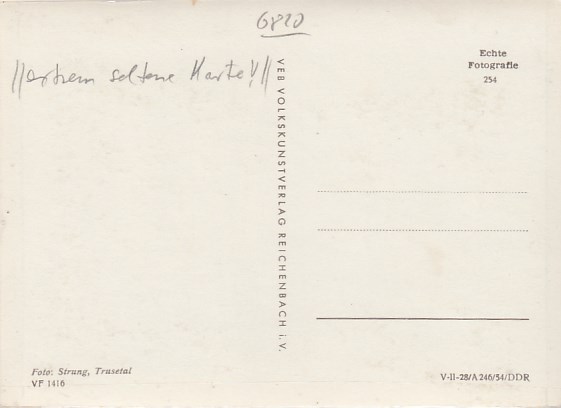 6820
!!extrem seltene Karte!!!
Echte
Fotografie
254
VEB VOLKSKUNSTVERLAG REICHENBACH i.V.
Foto: Strung, Trusetal
VF 1416
V-II-28/A 246/54/DDR